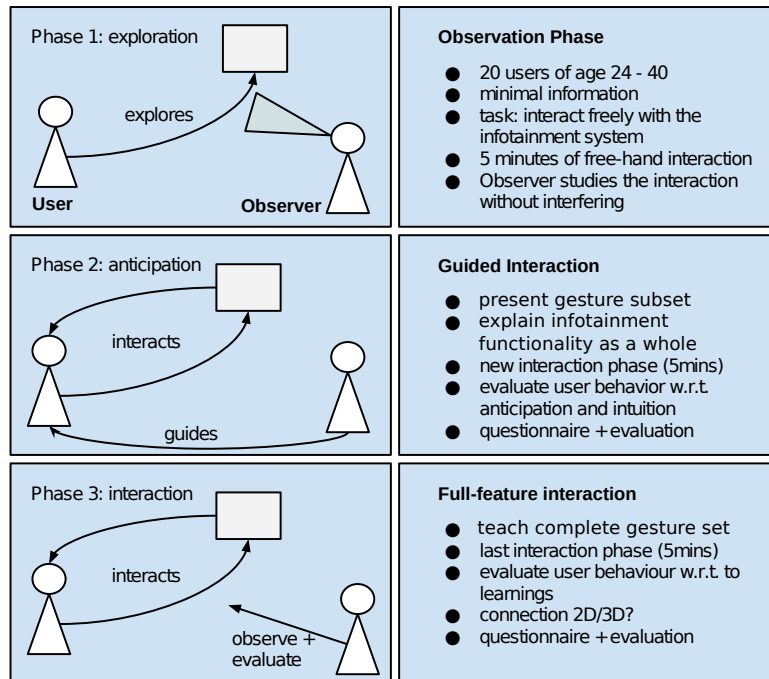 Phase 1: exploration
explores
User
Observer
Observation Phase
● 20 users of age 24 - 40
● minimal information
● task: interact freely with the
infotainment system
● 5 minutes of free-hand interaction
● Observer studies the interaction
without interfering
Phase 2: anticipation
interacts
guides
Guided Interaction
● present gesture subset
● explain infotainment
functionality as a whole
● new interaction phase (5mins)
● evaluate user behavior w.r.t.
anticipation and intuition
● questionnaire + evaluation
Phase 3: interaction
interacts
observe +
evaluate
Full-feature interaction
● teach complete gesture set
● last interaction phase (5mins)
● evaluate user behaviour w.r.t. to
learnings
● connection 2D/3D?
● questionnaire + evaluation